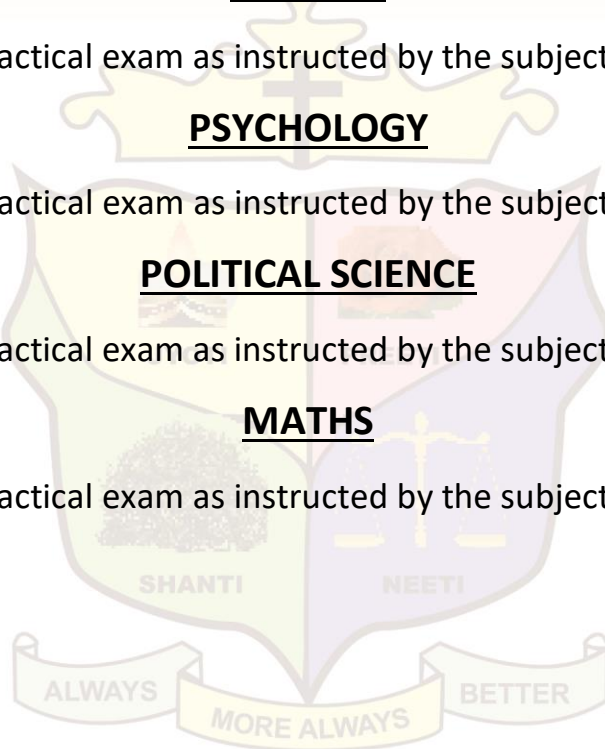 actical exam as instructed by the subject
PSYCHOLOGY
actical exam as instructed by the subject
POLITICAL SCIENCE
actical exam as instructed by the subject
MATHS
actical exam as instructed by the subject
SHANTI NEETI
ALWAYS MORE ALWAYS BETTER